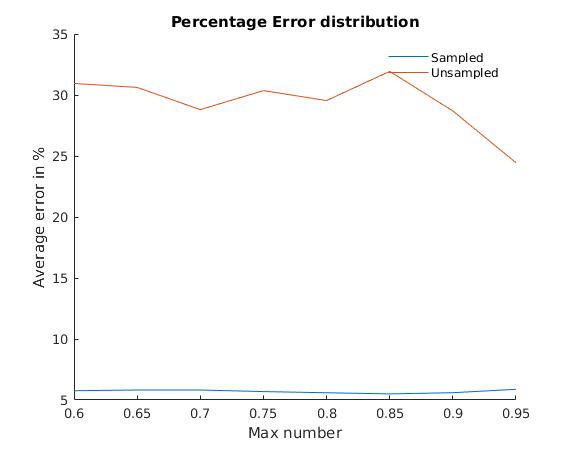 Percentage Error distribution
35
Sampled
Unsampled
30
25
20
15
10
5
Average error in %
0.6 0.65 0.7 0.75 0.8 0.85 0.9 0.95
Max number